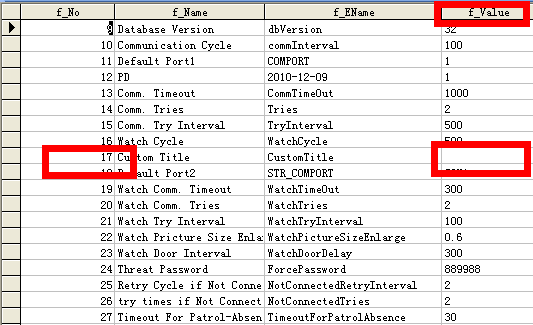 f_No f_Name f_EName f_Value
9 Database Version dbVersion 32
10 Communication Cycle commInterval 100
11 Default Port1 COMPORT 1
12 PD 2010-12-09 1
13 Comm. Timeout CommTimeOut 1000
14 Comm. Tries Tries 2
15 Comm. Try Interval TryInterval 500
16 Watch Cycle WatchCycle 500
17 Custom Title CustomTitle
18 Default Port2 STR_COMPORT
19 Watch Comm. Timeout WatchTimeOut 300
20 Watch Comm. Tries WatchTries 2
21 Watch Try Interval WatchTryInterval 100
22 Watch Pricture Size Enlar WatchPictureSizeEnlarge 0.6
23 Watch Door Interval WatchDoorDelay 300
24 Threat Password ForcePassword 889988
25 Retry Cycle if Not Conne NotConnectedRetryInterval 2
26 try times if Not Connect NotConnectedTries 2
27 Timeout For Patrol-Absen TimeoutForPatrolAbsence 30